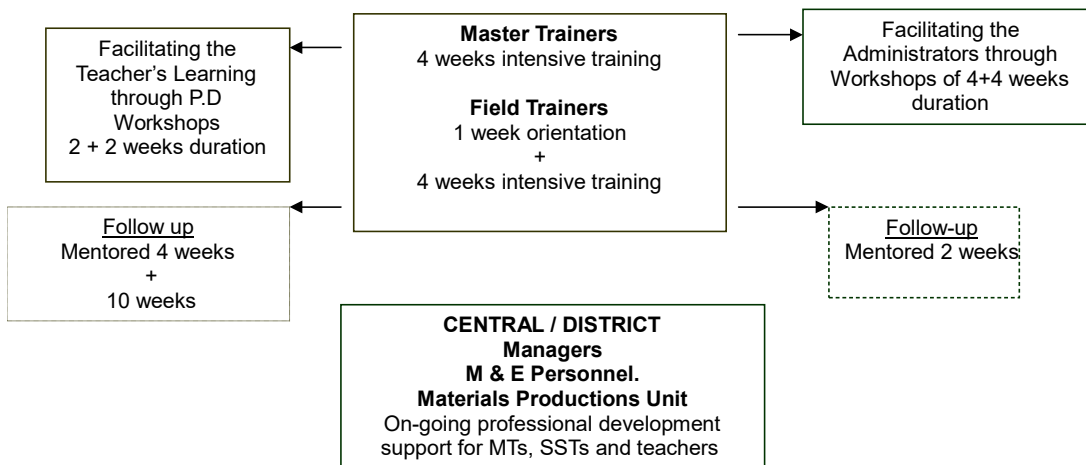 Facilitating the
Teacher’s Learning
through P.D
Workshops
2 + 2 weeks duration
Master Trainers
4 weeks intensive training
Field Trainers
1 week orientation
+
4 weeks intensive training
Facilitating the
Administrators through
Workshops of 4+4 weeks
duration
Follow up
Mentored 4 weeks
+
10 weeks
Follow-up
Mentored 2 weeks
CENTRAL / DISTRICT
Managers
M & E Personnel.
Materials Productions Unit
On-going professional development
support for MTs, SSTs and teachers